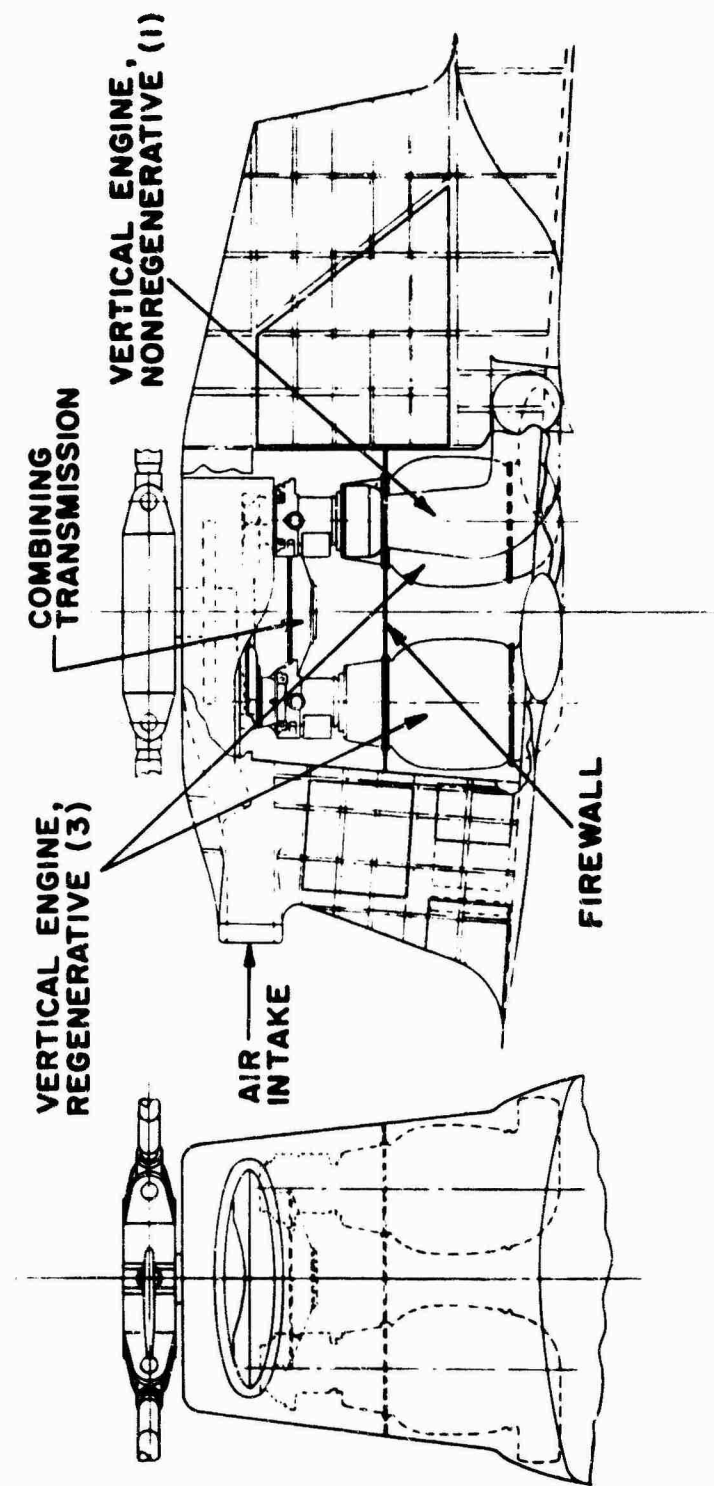 VERTICAL ENGINE,
REGENERATIVE (3)
AIR
INTAKE
COMBINING
TRANSMISSION
VERTICAL ENGINE,
NONREGENERATIVE (1)
FIREWALL